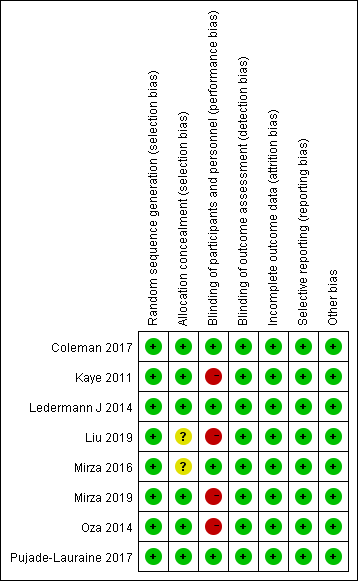 Random sequence generation (selection bias)
Allocation concealment (selection bias)
Blinding of participants and personnel (performance bias)
Blinding of outcome assessment (detection bias)
Incomplete outcome data (attrition bias)
Selective reporting (reporting bias)
Other bias
Coleman 2017 + + + + + + +
Kaye 2011 + + - + + + +
Ledermann J 2014 + + + + + + +
Liu 2019 + ? - + + + +
Mirza 2016 + ? + + + + +
Mirza 2019 + + - + + + +
Oza 2014 + + - + + + +
Pujade-Lauraine 2017 + + + + + + +